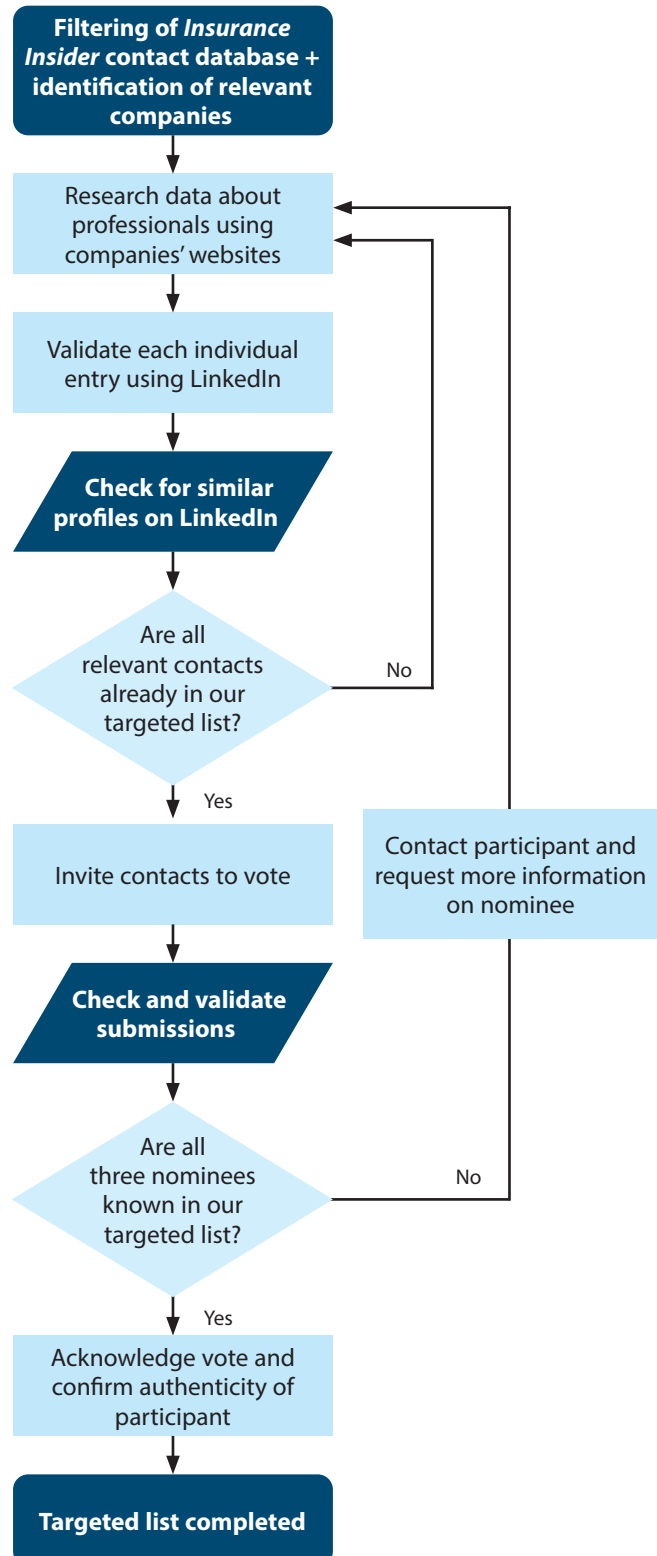 Filtering of Insurance
Insider contact database +
identification of relevant
companies
Research data about
professionals using
companies’ websites
Validate each individual
entry using LinkedIn
Check for similar
profiles on LinkedIn
Are all
relevant contacts
already in our
targeted list?
No
Yes
Invite contacts to vote
Contact participant and
request more information
on nominee
Check and validate
submissions
Are all
three nominees
known in our
targeted list?
No
Yes
Acknowledge vote and
confirm authenticity of
participant
Targeted list completed